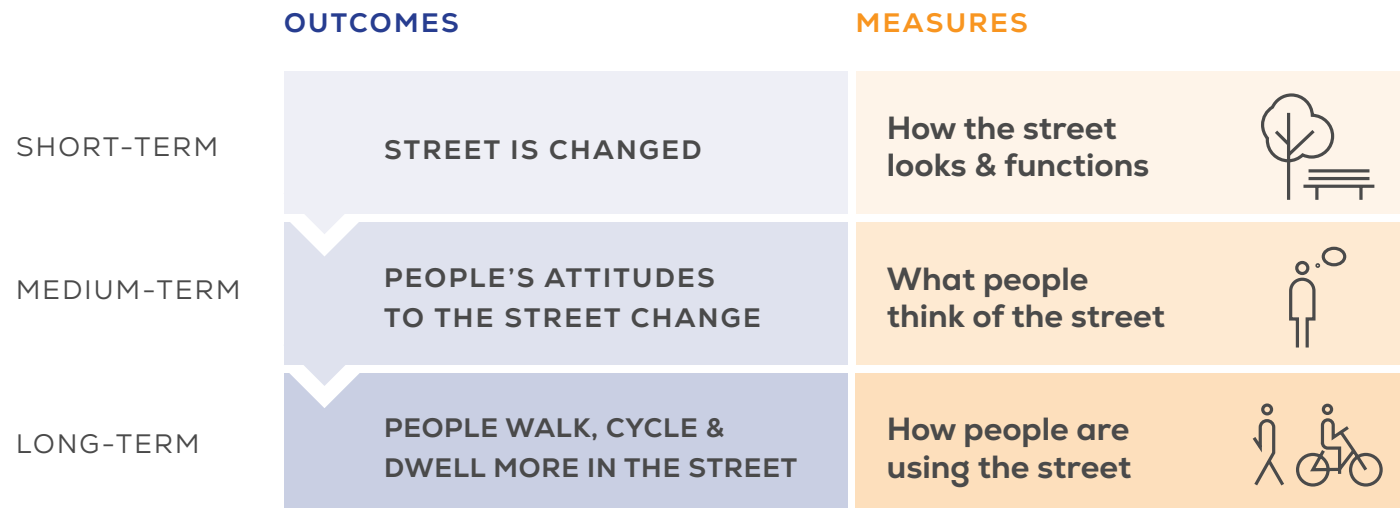 OUTCOMES
MEASURES
SHORT-TERM
STREET IS CHANGED
How the street
looks & functions
MEDIUM-TERM
PEOPLE’S ATTITUDES
TO THE STREET CHANGE
What people
think of the street
LONG-TERM
PEOPLE WALK, CYCLE &
DWELL MORE IN THE STREET
How people are
using the street